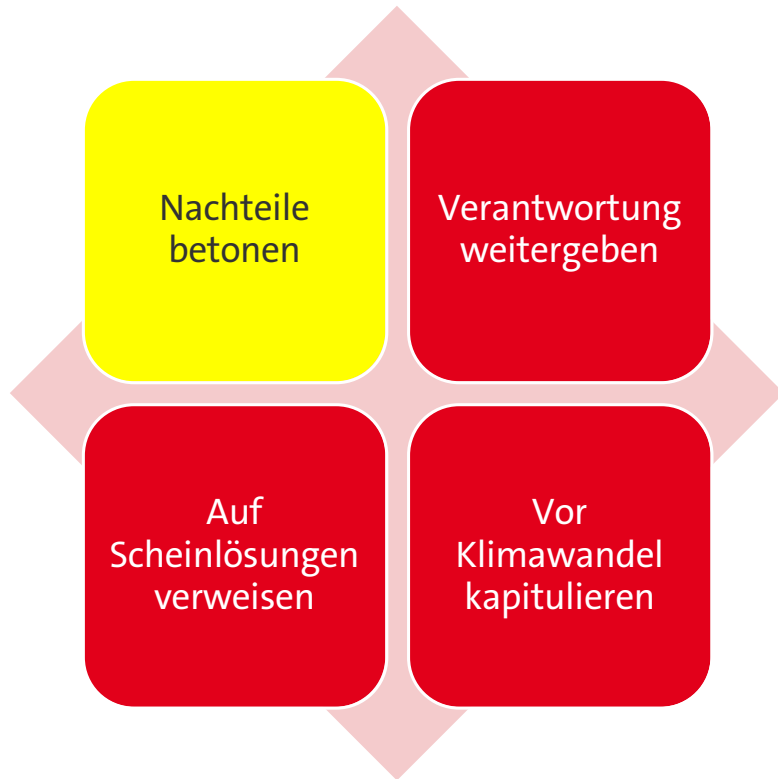 Nachteile
betonen
Verantwortung
weitergeben
Auf
Scheinlösungen
verweisen
Vor
Klimawandel
kapitulieren